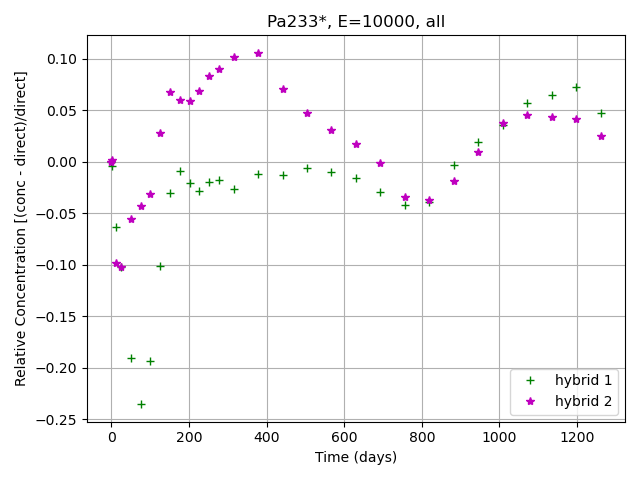 Pa233*, E=10000, all
Relative Concentration [(conc - direct)/direct]
0.10
0.05
0.00
−0.05
−0.10
−0.15
−0.20
−0.25
0 200 400 600 800 1000 1200
Time (days)
hybrid 1
hybrid 2